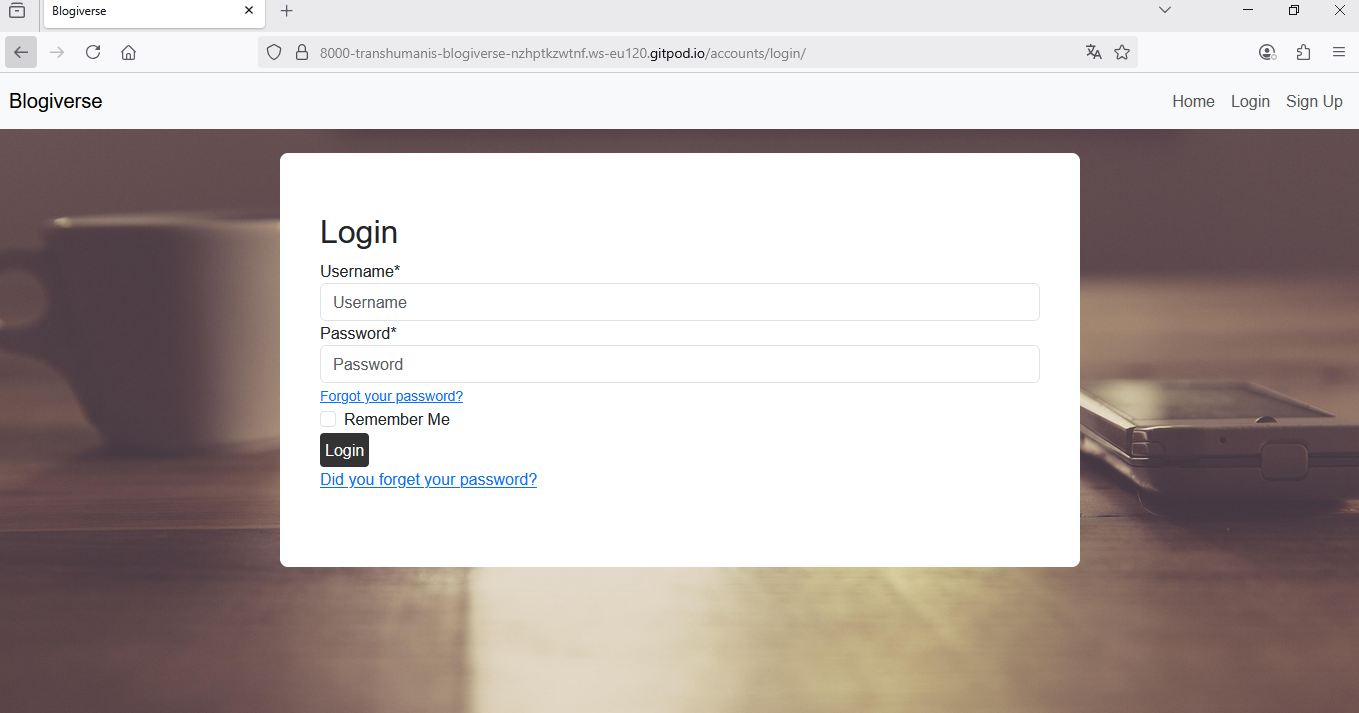 Blogiverse
8000-transhumanis-blogiverse-nzhptkzwtnf.ws-eu120.gitpod.io/accounts/login/
Blogiverse
Home Login Sign Up
Login
Username*
Username
Password*
Password
Forgot your password?
Remember Me
Login
Did you forget your password?